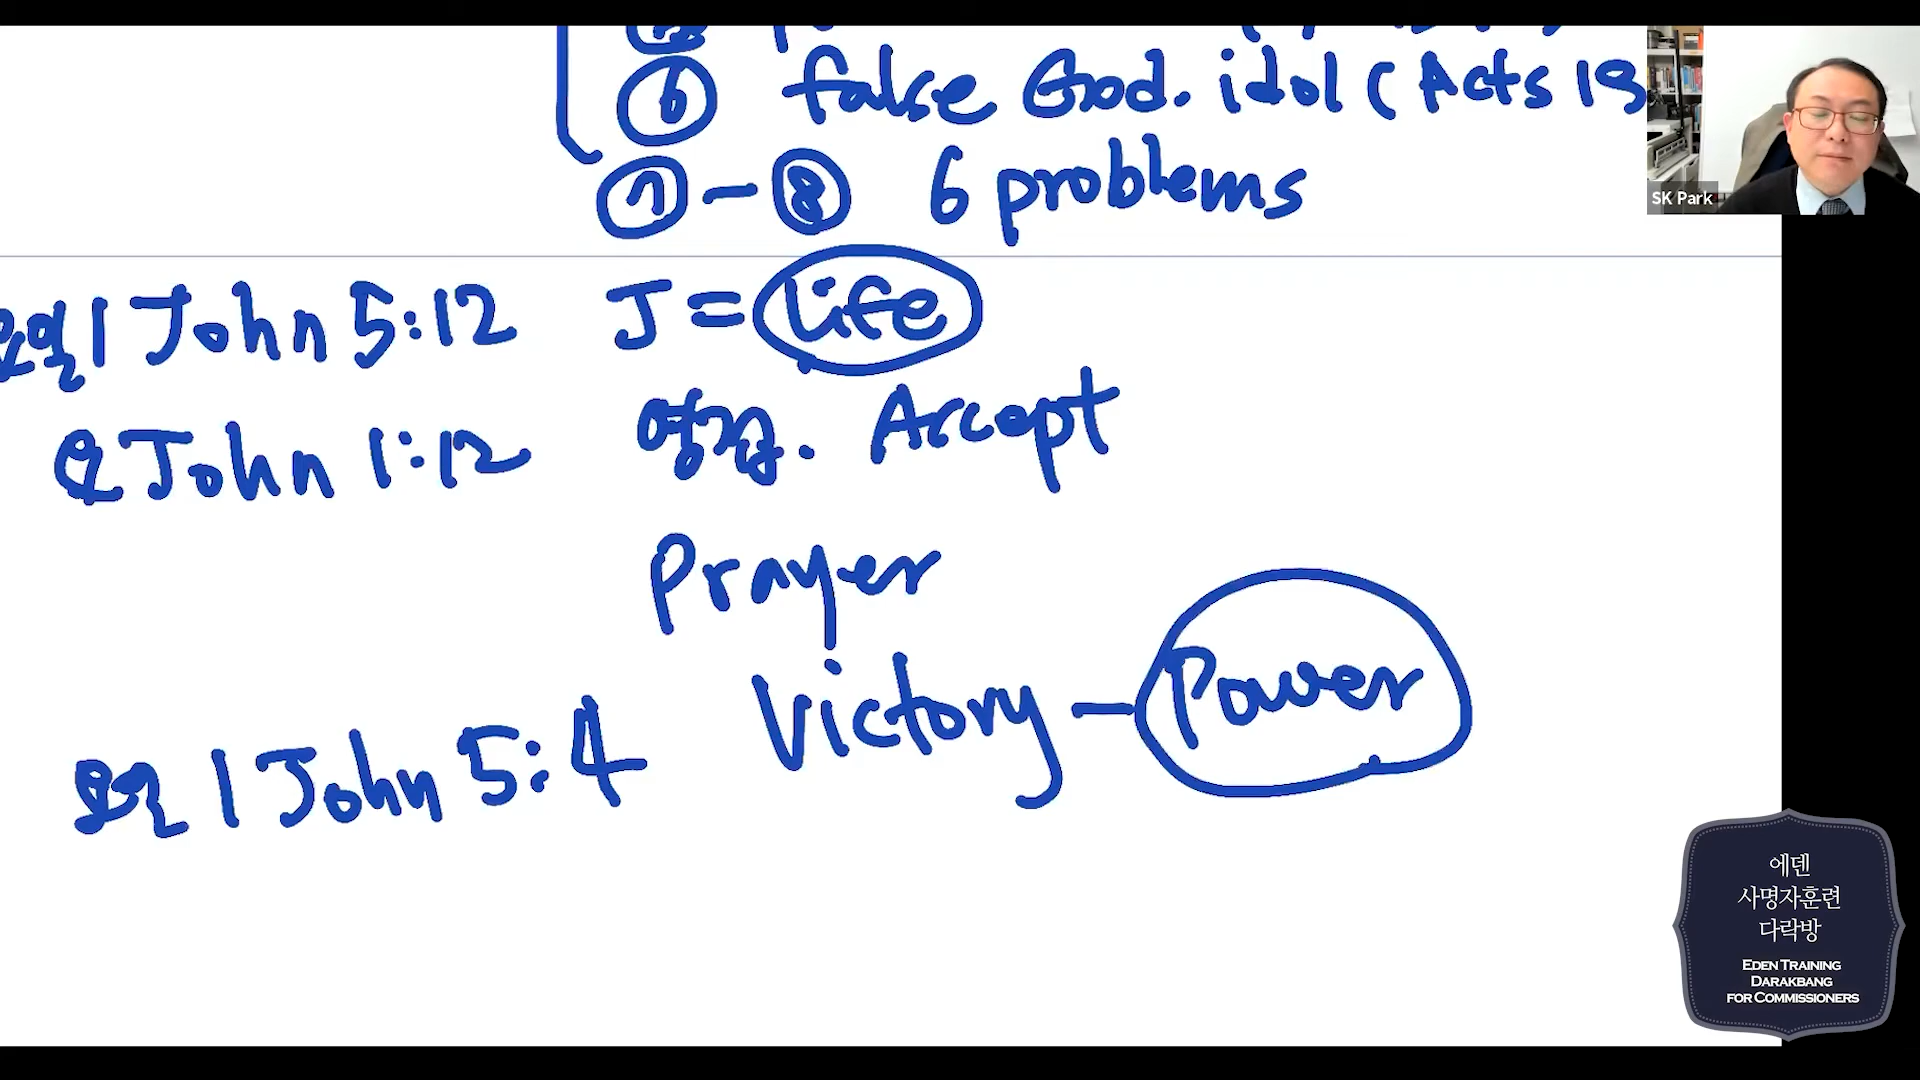 ⑥ false God. idol (Acts 19
⑦ - ⑧ 6 problems
요일 1 John 5:12 J = Life
요 John 1:12 영접. Accept
Prayer
Victory - Power
요일 1 John 5:4
SK Park
에덴
사명자훈련
다락방
EDEN TRAINING
DARAKBANG
FOR COMMISSIONERS